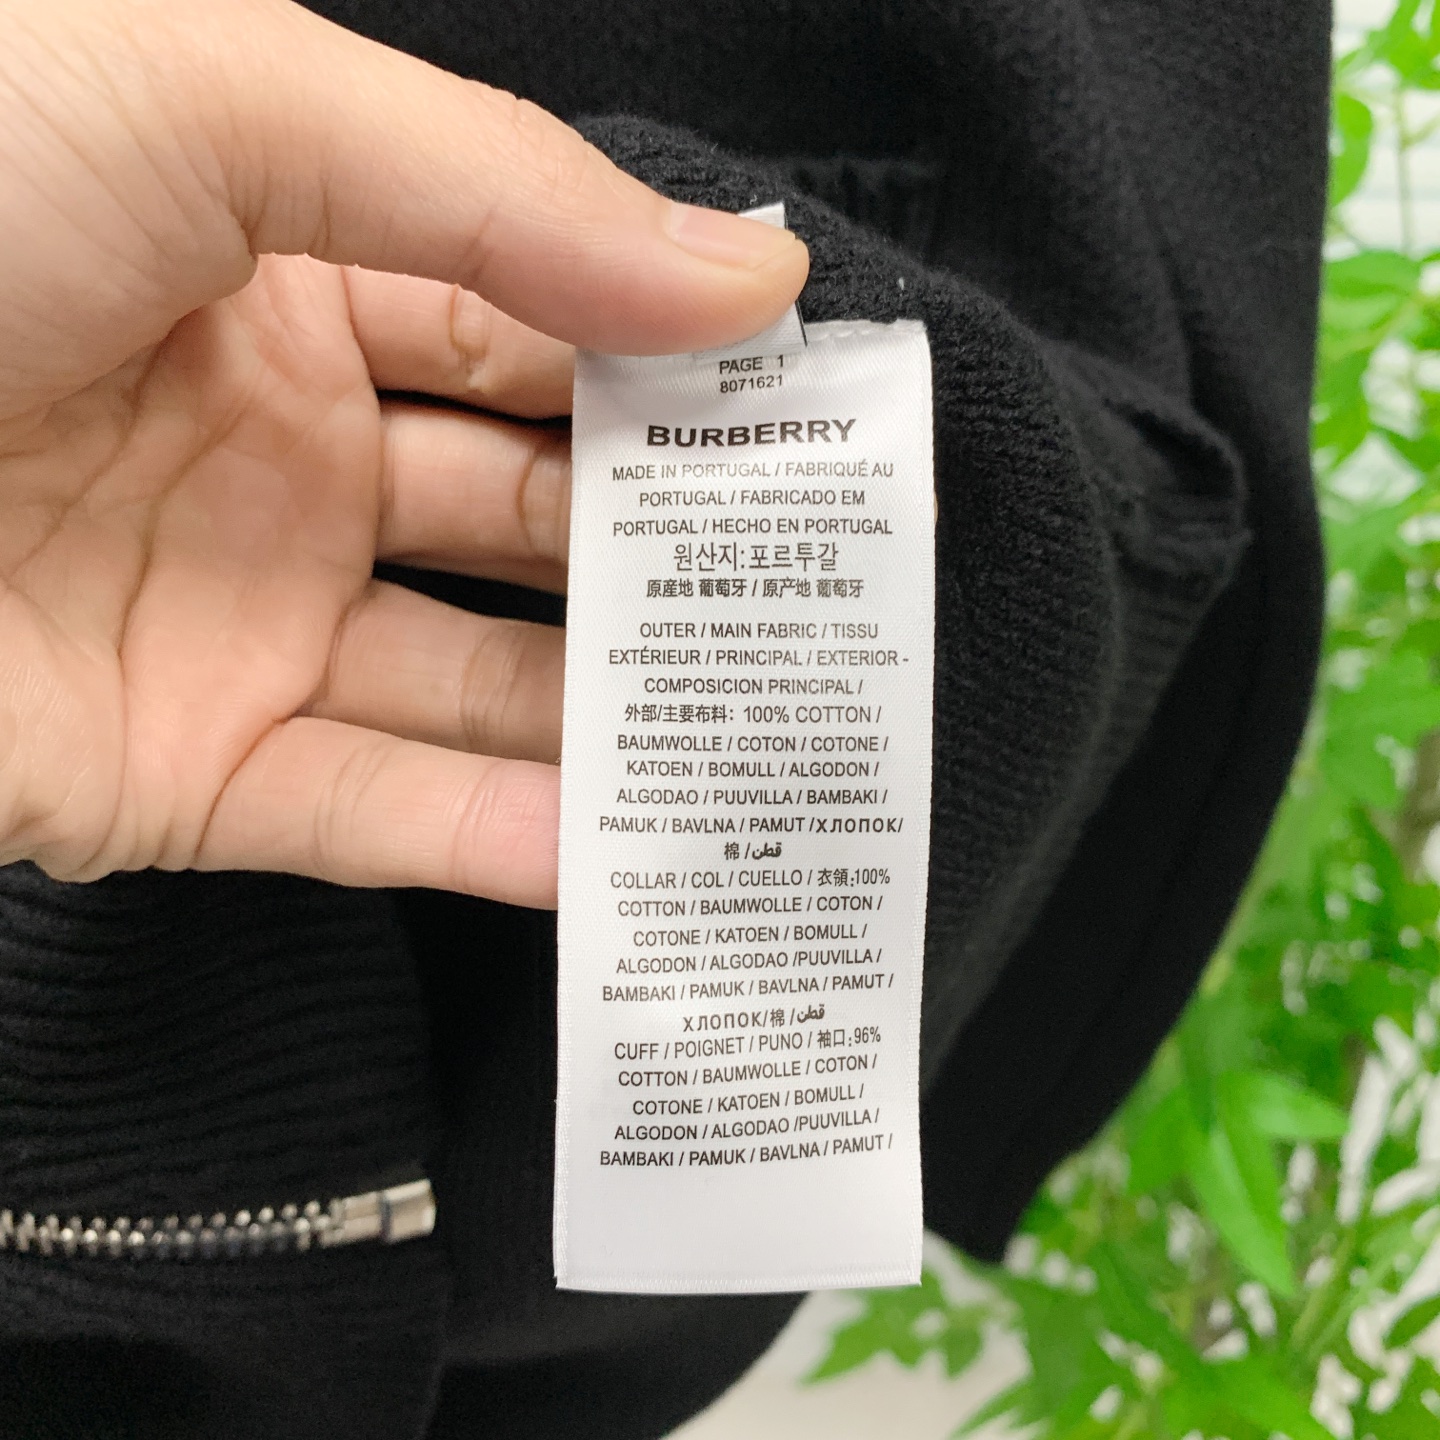 PAGE 1
8071621
BURBERRY
MADE IN PORTUGAL / FABRIQUÉ AU
PORTUGAL / FABRICADO EM
PORTUGAL / HECHO EN PORTUGAL
원산지:포르투갈
原産地 葡萄牙 / 原产地 葡萄牙
OUTER / MAIN FABRIC / TISSU
EXTÉRIEUR / PRINCIPAL / EXTERIOR -
COMPOSICION PRINCIPAL /
外部/主要布料: 100% COTTON /
BAUMWOLLE / COTON / COTONE /
KATOEN / BOMULL / ALGODON /
ALGODAO / PUUVILLA / BAMBAKI /
PAMUK / BAVLNA / PAMUT /ХЛОПОК/
棉 /قطن
COLLAR / COL / CUELLO / 衣領:100%
COTTON / BAUMWOLLE / COTON /
COTONE / KATOEN / BOMULL /
ALGODON / ALGODAO /PUUVILLA /
BAMBAKI / PAMUK / BAVLNA / PAMUT /
ХЛОПОК/棉 /قطن
CUFF / POIGNET / PUNO / 袖口:96%
COTTON / BAUMWOLLE / COTON /
COTONE / KATOEN / BOMULL /
ALGODON / ALGODAO /PUUVILLA /
BAMBAKI / PAMUK / BAVLNA / PAMUT /